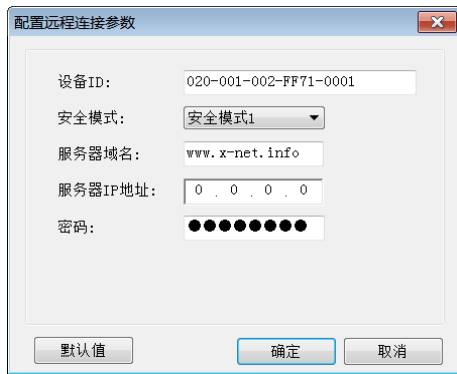 配置远程连接参数
设备ID: 020-001-002-FF71-0001
安全模式: 安全模式1
服务器域名: www.x-net.info
服务器IP地址: 0 . 0 . 0 . 0
密码: ●●●●●●●●
默认值 确定 取消